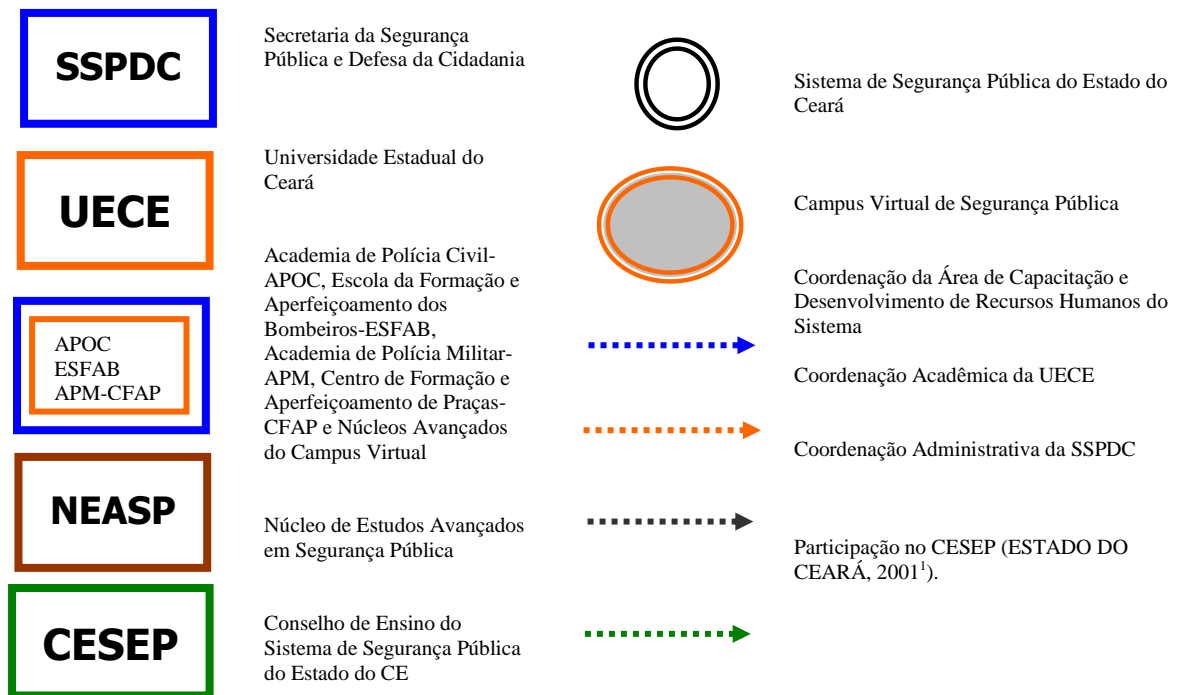 SSPDC
Secretaria da Segurança
Pública e Defesa da Cidadania
UECE
Universidade Estadual do
Ceará
APOC
ESFAB
APM-CFAP
Academia de Polícia Civil-
APOC, Escola da Formação e
Aperfeiçoamento dos
Bombeiros-ESFAB,
Academia de Polícia Militar-
APM, Centro de Formação e
Aperfeiçoamento de Praças-
CFAP e Núcleos Avançados
do Campus Virtual
NEASP
Núcleo de Estudos Avançados
em Segurança Pública
CESEP
Conselho de Ensino do
Sistema de Segurança Pública
do Estado do CE
Sistema de Segurança Pública do Estado do
Ceará
Campus Virtual de Segurança Pública
Coordenação da Área de Capacitação e
Desenvolvimento de Recursos Humanos do
Sistema
Coordenação Acadêmica da UECE
Coordenação Administrativa da SSPDC
Participação no CESEP (ESTADO DO
CEARÁ, 2001¹).